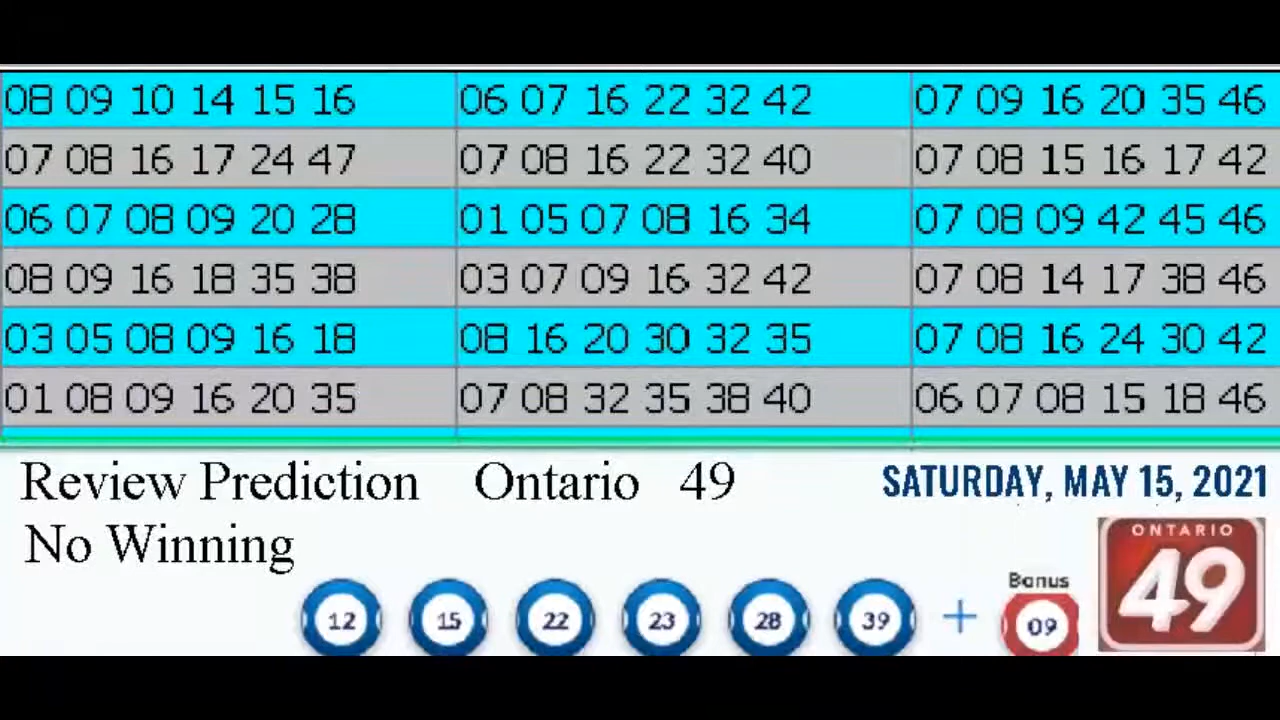 08 09 10 14 15 16 06 07 16 22 32 42 07 09 16 20 35 46
07 08 16 17 24 47 07 08 16 22 32 40 07 08 15 16 17 42
06 07 08 09 20 28 01 05 07 08 16 34 07 08 09 42 45 46
08 09 16 18 35 38 03 07 09 16 32 42 07 08 14 17 38 46
03 05 08 09 16 18 08 16 20 30 32 35 07 08 16 24 30 42
01 08 09 16 20 35 07 08 32 35 38 40 06 07 08 15 18 46
Review Prediction Ontario 49 SATURDAY, MAY 15, 2021
No Winning
12 15 22 23 28 39 + Bonus 09
ONTARIO
49